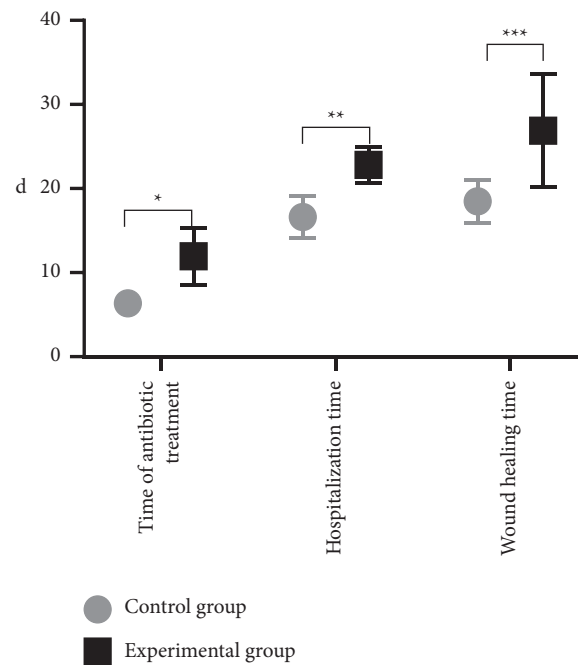 40
30
20
10
0
d
*
**
***
Time of antibiotic
treatment
Hospitalization time
Wound healing time
Control group
Experimental group